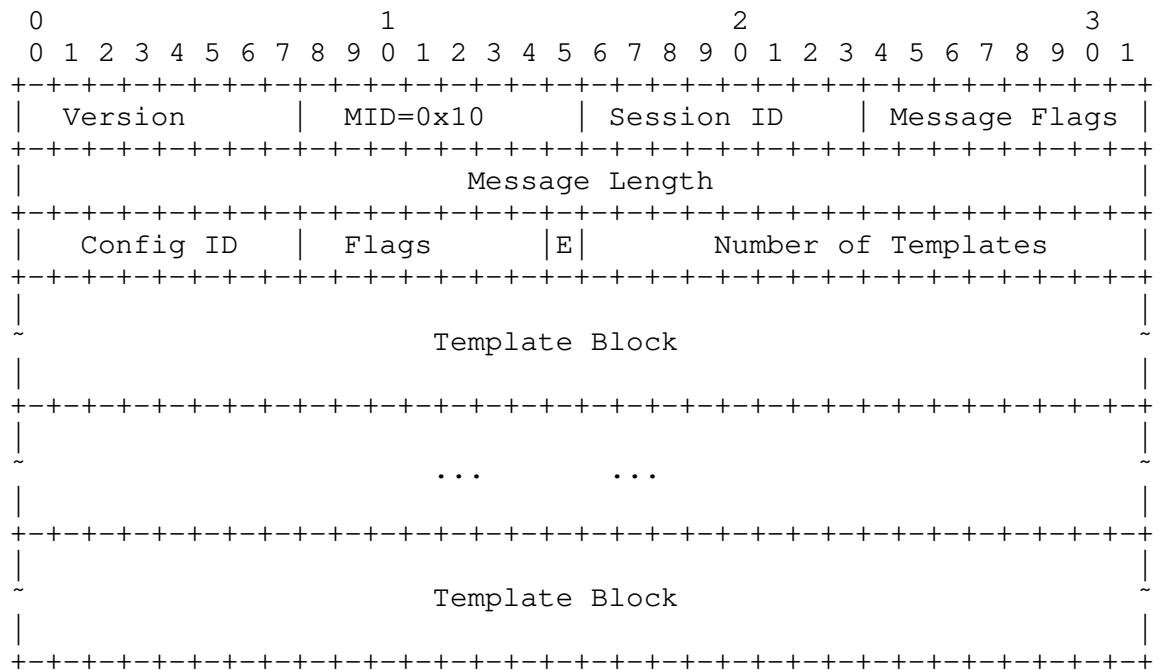 0                   1                   2                   3
 0 1 2 3 4 5 6 7 8 9 0 1 2 3 4 5 6 7 8 9 0 1 2 3 4 5 6 7 8 9 0 1
+-+-+-+-+-+-+-+-+-+-+-+-+-+-+-+-+-+-+-+-+-+-+-+-+-+-+-+-+-+-+-+-+
|  Version      |  MID=0x10     | Session ID    | Message Flags |
+-+-+-+-+-+-+-+-+-+-+-+-+-+-+-+-+-+-+-+-+-+-+-+-+-+-+-+-+-+-+-+-+
|                         Message Length                        |
+-+-+-+-+-+-+-+-+-+-+-+-+-+-+-+-+-+-+-+-+-+-+-+-+-+-+-+-+-+-+-+-+
|   Config ID   |  Flags      |E|       Number of Templates     |
+-+-+-+-+-+-+-+-+-+-+-+-+-+-+-+-+-+-+-+-+-+-+-+-+-+-+-+-+-+-+-+-+
|                                                               |
~                       Template Block                          ~
|                                                               |
+-+-+-+-+-+-+-+-+-+-+-+-+-+-+-+-+-+-+-+-+-+-+-+-+-+-+-+-+-+-+-+-+
|                                                               |
~                       ...       ...                           ~
|                                                               |
+-+-+-+-+-+-+-+-+-+-+-+-+-+-+-+-+-+-+-+-+-+-+-+-+-+-+-+-+-+-+-+-+
|                                                               |
~                       Template Block                          ~
|                                                               |
+-+-+-+-+-+-+-+-+-+-+-+-+-+-+-+-+-+-+-+-+-+-+-+-+-+-+-+-+-+-+-+-+